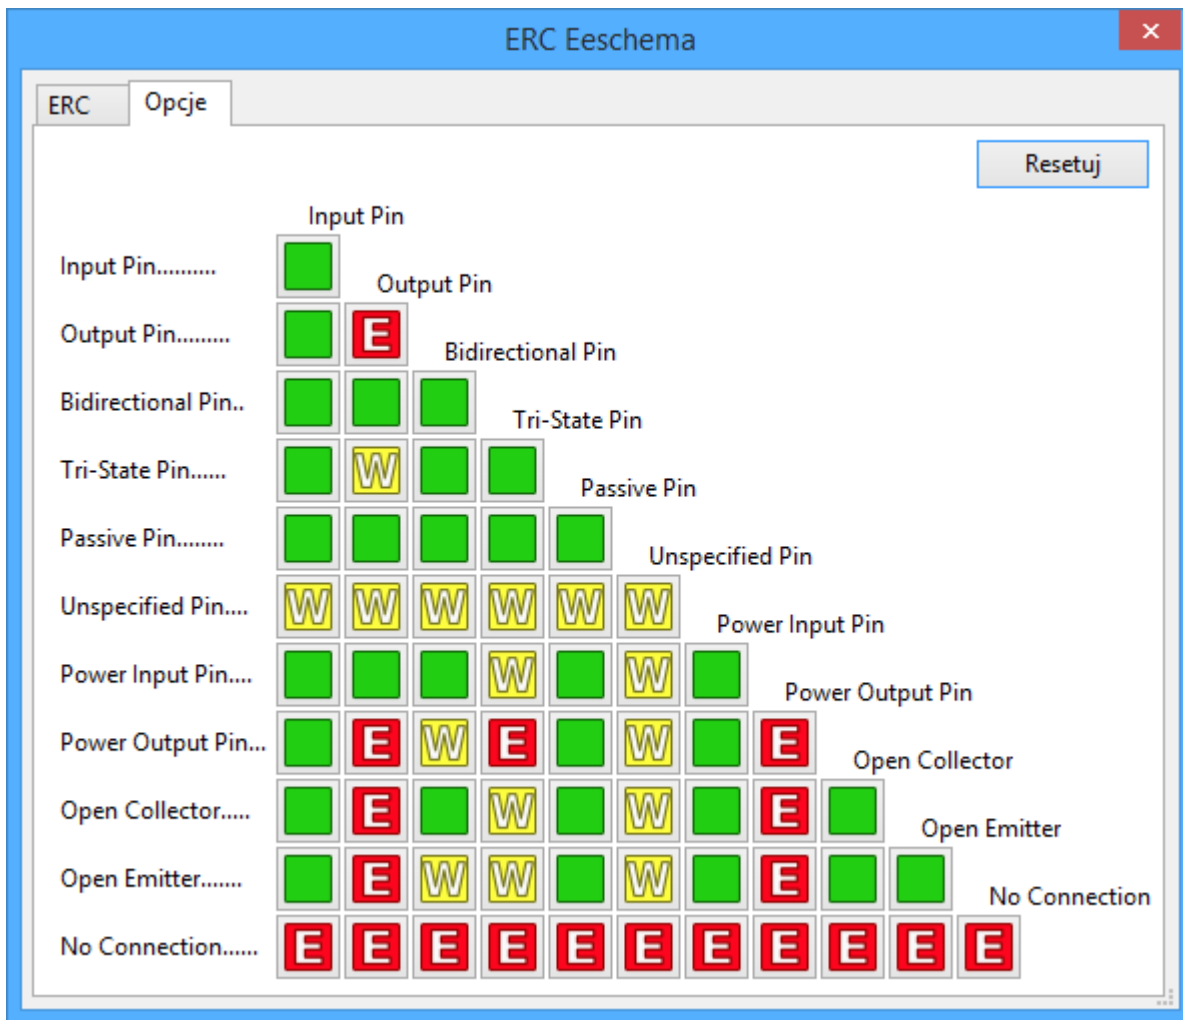 ERC Eeschema
ERC Opcje
Resetuj
Input Pin
Input Pin..........
Output Pin
Output Pin......... E
Bidirectional Pin
Bidirectional Pin..
Tri-State Pin
Tri-State Pin...... W
Passive Pin
Passive Pin........
Unspecified Pin
Unspecified Pin.... W W W W W W
Power Input Pin
Power Input Pin.... W W
Power Output Pin
Power Output Pin... E W E W E
Open Collector
Open Collector..... E W W E
Open Emitter
Open Emitter....... E W W W E
No Connection
No Connection...... E E E E E E E E E E E